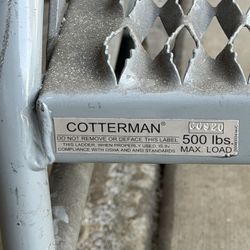 COTTERMAN®
00920
DO NOT REMOVE OR DEFACE THIS LABEL
THIS LADDER, WHEN PROPERLY USED, IS IN
COMPLIANCE WITH OSHA AND ANSI STANDARDS
500 lbs.
MAX. LOAD